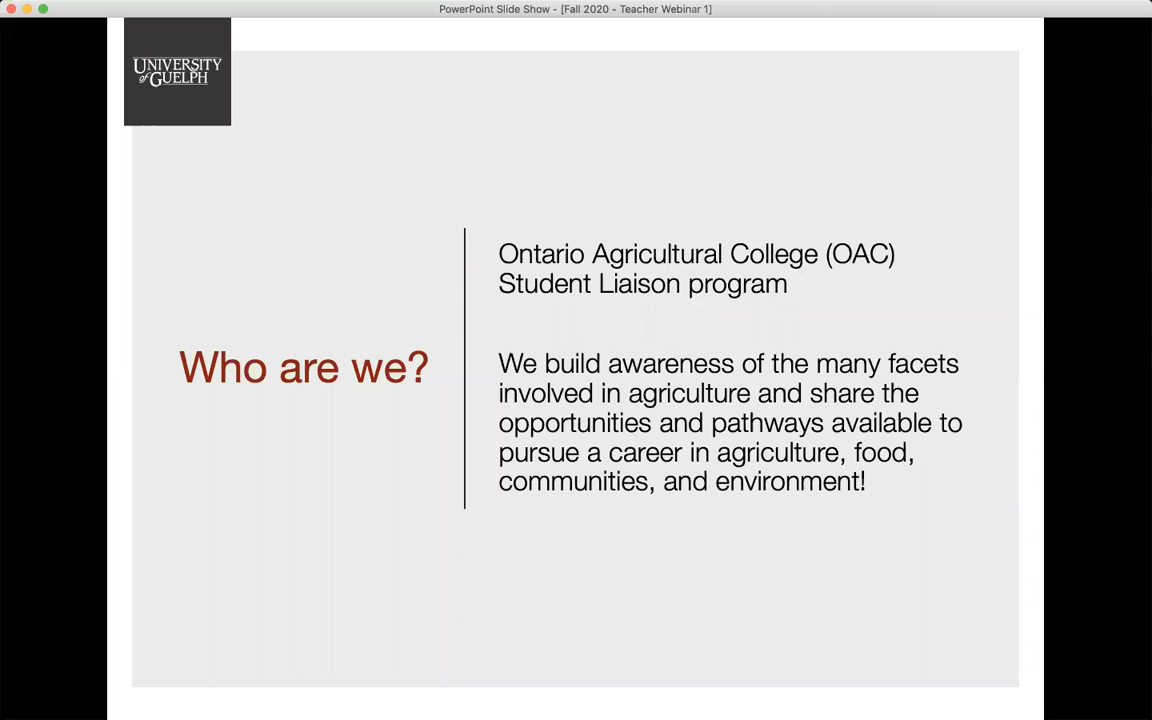 PowerPoint Slide Show - [Fall 2020 - Teacher Webinar 1]
UNIVERSITY
of GUELPH
Ontario Agricultural College (OAC)
Student Liaison program
Who are we?
We build awareness of the many facets
involved in agriculture and share the
opportunities and pathways available to
pursue a career in agriculture, food,
communities, and environment!